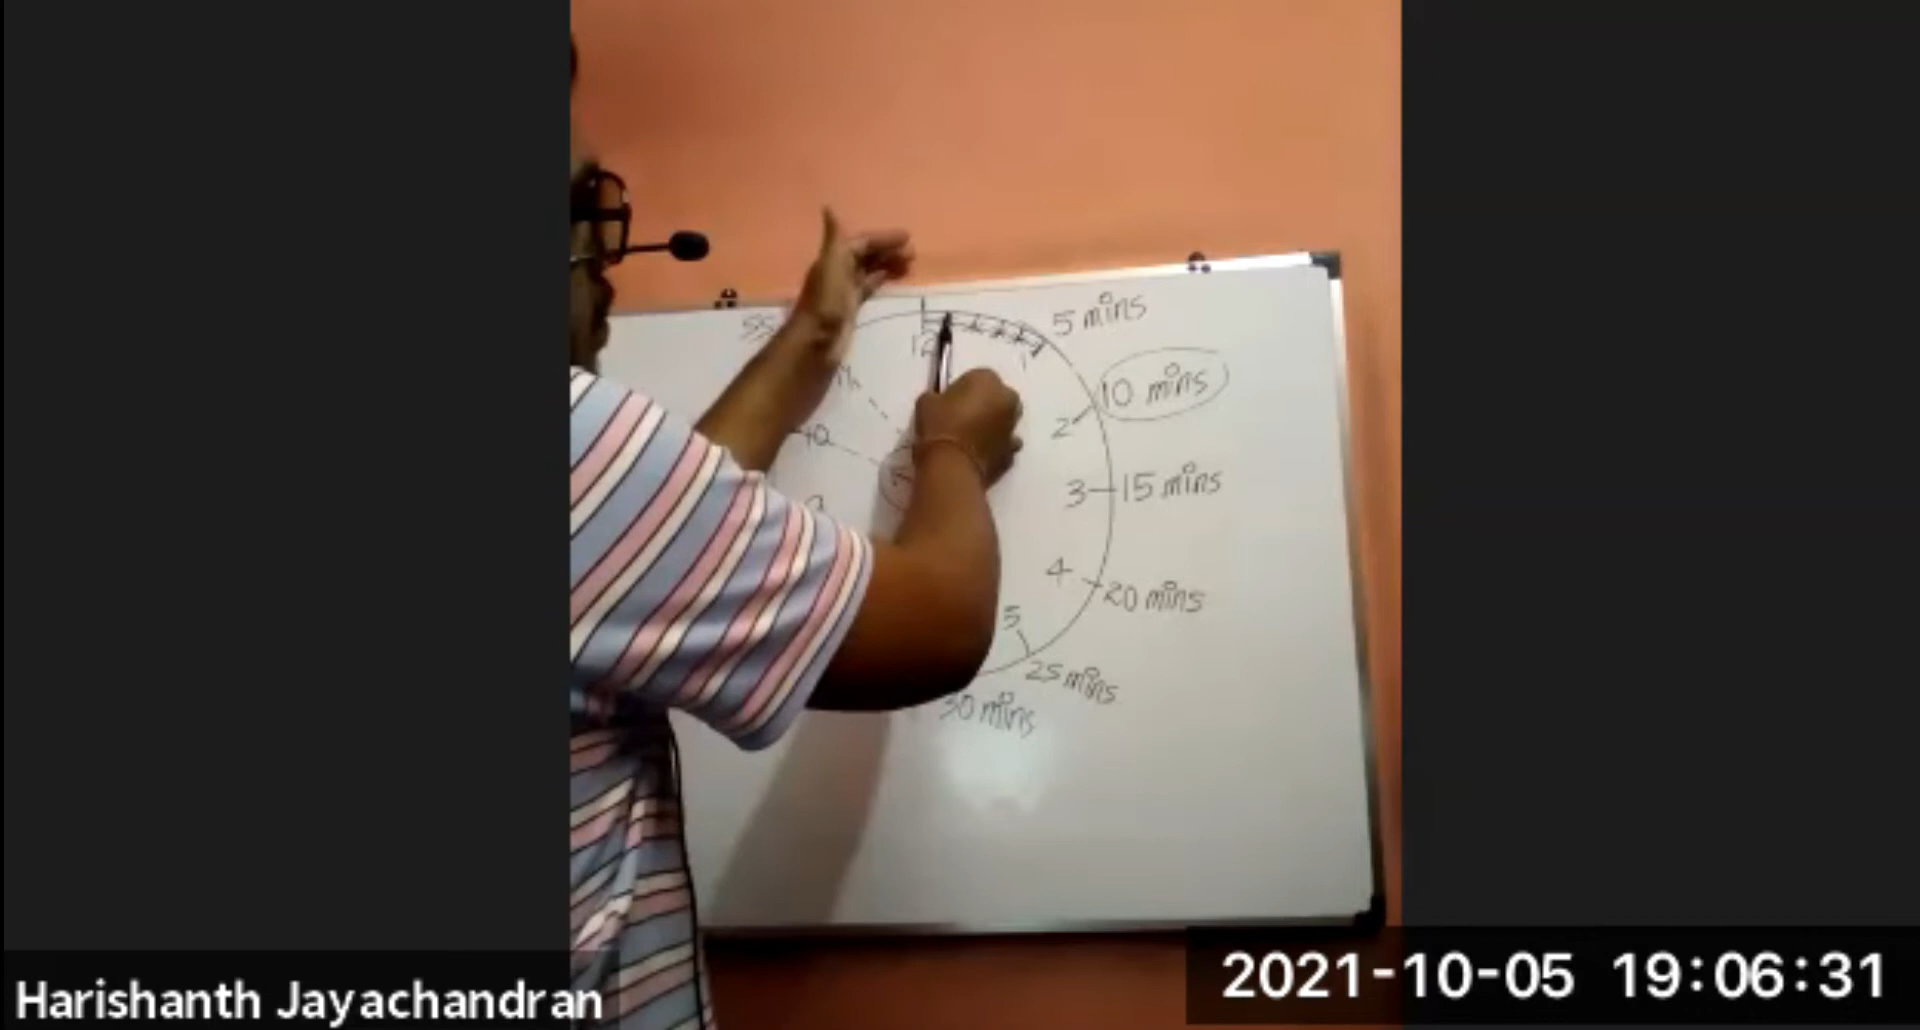 55
5 mins
12
1
10 mins
2
10
3
15 mins
4
20 mins
5
25 mins
30 mins
Harishanth Jayachandran
2021-10-05 19:06:31